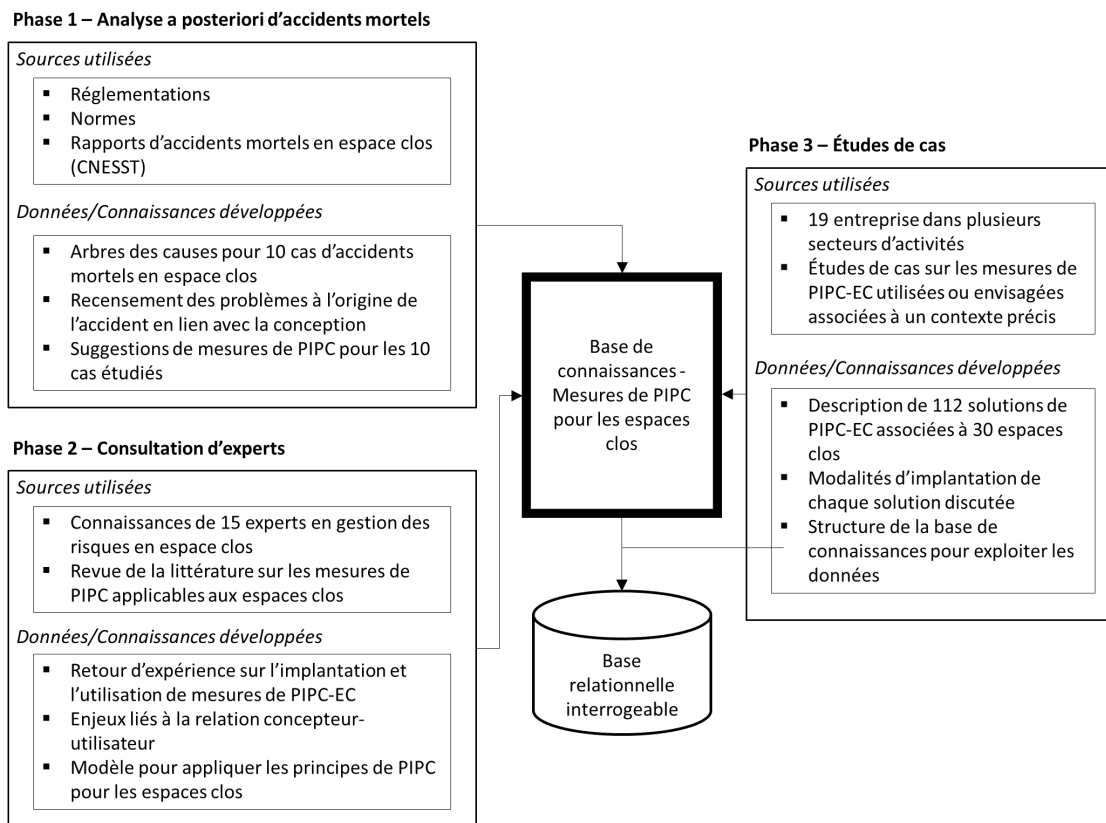 Phase 1 – Analyse a posteriori d'accidents mortels
Sources utilisées
▪ Réglementations
▪ Normes
▪ Rapports d'accidents mortels en espace clos
(CNESST)
Données/Connaissances développées
▪ Arbres des causes pour 10 cas d'accidents
mortels en espace clos
▪ Recensement des problèmes à l'origine de
l'accident en lien avec la conception
▪ Suggestions de mesures de PIPC pour les 10
cas étudiés
Phase 2 – Consultation d'experts
Sources utilisées
▪ Connaissances de 15 experts en gestion des
risques en espace clos
▪ Revue de la littérature sur les mesures de
PIPC applicables aux espaces clos
Données/Connaissances développées
▪ Retour d'expérience sur l'implantation et
l'utilisation de mesures de PIPC-EC
▪ Enjeux liés à la relation concepteur-
utilisateur
▪ Modèle pour appliquer les principes de PIPC
pour les espaces clos
Base de
connaissances -
Mesures de PIPC
pour les espaces
clos
Base
relationnelle
interrogeable
Phase 3 – Études de cas
Sources utilisées
▪ 19 entreprise dans plusieurs
secteurs d'activités
▪ Études de cas sur les mesures de
PIPC-EC utilisées ou envisagées
associées à un contexte précis
Données/Connaissances développées
▪ Description de 112 solutions de
PIPC-EC associées à 30 espaces
clos
▪ Modalités d'implantation de
chaque solution discutée
▪ Structure de la base de
connaissances pour exploiter les
données